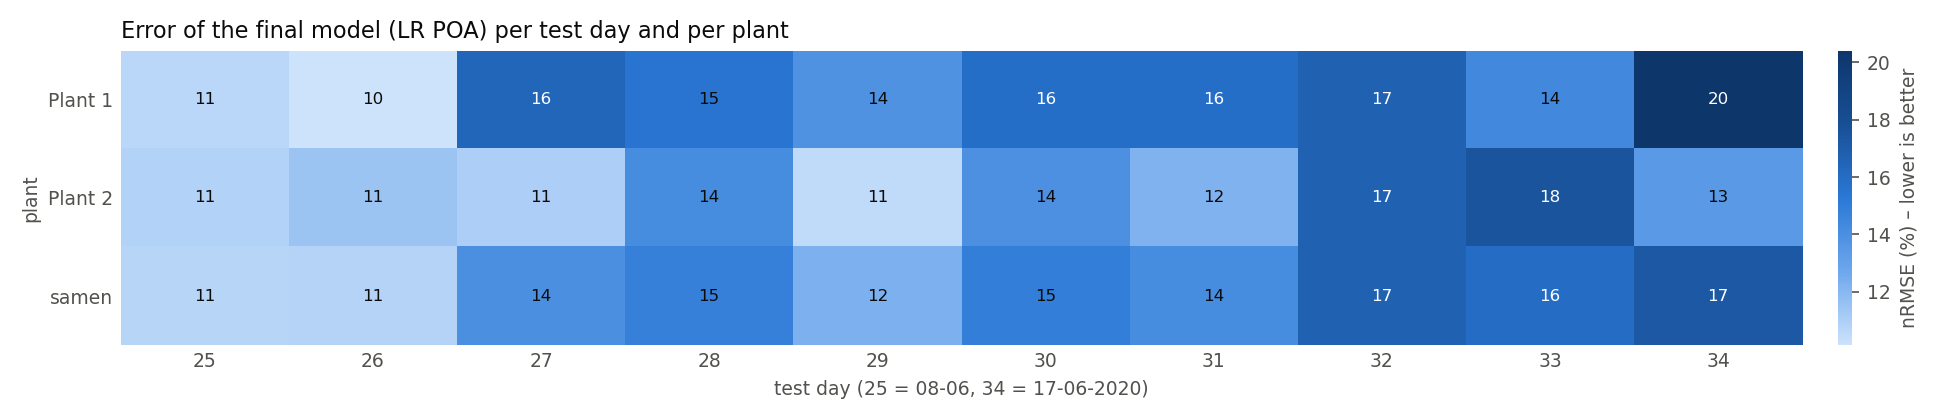 Error of the final model (LR POA) per test day and per plant
plant
Plant 1 11 10 16 15 14 16 16 17 14 20
Plant 2 11 11 11 14 11 14 12 17 18 13
samen 11 11 14 15 12 15 14 17 16 17
25 26 27 28 29 30 31 32 33 34
test day (25 = 08-06, 34 = 17-06-2020)
20
18
16
14
12
nRMSE (%) – lower is better